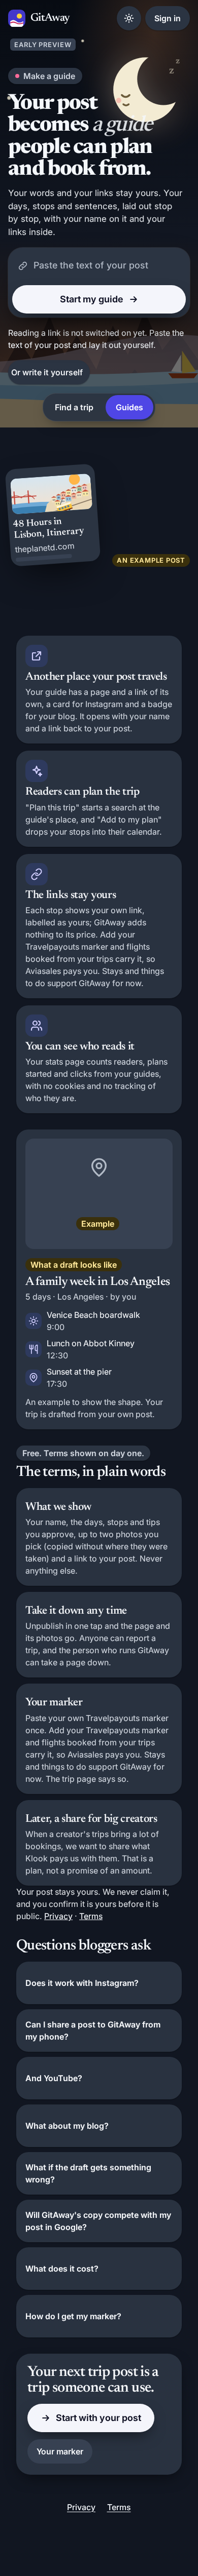 GitAway
Sign in
EARLY PREVIEW
z
z
Make a guide
Your post
becomes a guide
people can plan
and book from.
Your words and your links stay yours. Your
days, stops and sentences, laid out stop
by stop, with your name on it and your
links inside.
Paste the text of your post
Start my guide →
Reading a link is not switched on yet. Paste the
text of your post and lay it out yourself.
Or write it yourself
Find a trip
Guides
48 Hours in
Lisbon, Itinerary
theplanetd.com
AN EXAMPLE POST
Another place your post travels
Your guide has a page and a link of its
own, a card for Instagram and a badge
for your blog. It opens with your name
and a link back to your post.
Readers can plan the trip
"Plan this trip" starts a search at the
guide's place, and "Add to my plan"
drops your stops into their calendar.
The links stay yours
Each stop shows your own link,
labelled as yours; GitAway adds
nothing to its price. Add your
Travelpayouts marker and flights
booked from your trips carry it, so
Aviasales pays you. Stays and things
to do support GitAway for now.
You can see who reads it
Your stats page counts readers, plans
started and clicks from your guides,
with no cookies and no tracking of
who they are.
Example
What a draft looks like
A family week in Los Angeles
5 days · Los Angeles · by you
Venice Beach boardwalk
9:00
Lunch on Abbot Kinney
12:30
Sunset at the pier
17:30
An example to show the shape. Your
trip is drafted from your own post.
Free. Terms shown on day one.
The terms, in plain words
What we show
Your name, the days, stops and tips
you approve, up to two photos you
pick (copied without where they were
taken) and a link to your post. Never
anything else.
Take it down any time
Unpublish in one tap and the page and
its photos go. Anyone can report a
trip, and the person who runs GitAway
can take a page down.
Your marker
Paste your own Travelpayouts marker
once. Add your Travelpayouts marker
and flights booked from your trips
carry it, so Aviasales pays you. Stays
and things to do support GitAway for
now. The trip page says so.
Later, a share for big creators
When a creator's trips bring a lot of
bookings, we want to share what
Klook pays us with them. That is a
plan, not a promise of an amount.
Your post stays yours. We never claim it,
and you confirm it is yours before it is
public. Privacy · Terms
Questions bloggers ask
Does it work with Instagram?
Can I share a post to GitAway from
my phone?
And YouTube?
What about my blog?
What if the draft gets something
wrong?
Will GitAway's copy compete with my
post in Google?
What does it cost?
How do I get my marker?
Your next trip post is a
trip someone can use.
→ Start with your post
Your marker
Privacy
Terms